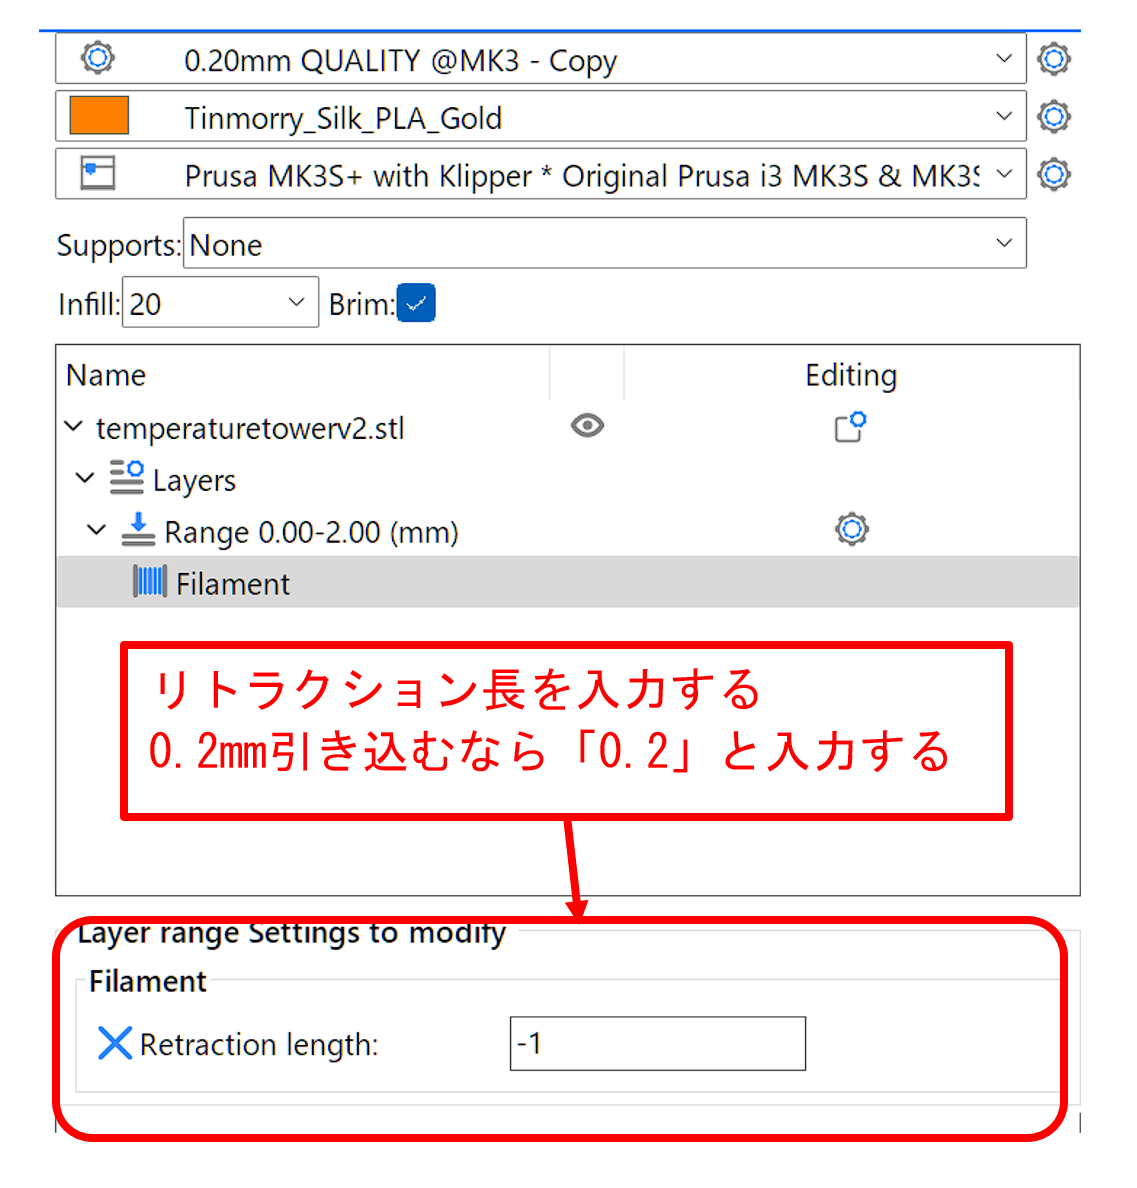 0.20mm QUALITY @MK3 - Copy
Tinmorry_Silk_PLA_Gold
Prusa MK3S+ with Klipper * Original Prusa i3 MK3S & MK3S
Supports: None
Infill: 20 Brim:
Name Editing
temperaturetowerv2.stl
Layers
Range 0.00-2.00 (mm)
Filament
リトラクション長を入力する
0.2mm引き込むなら「0.2」と入力する
Layer range Settings to modify
Filament
Retraction length: -1